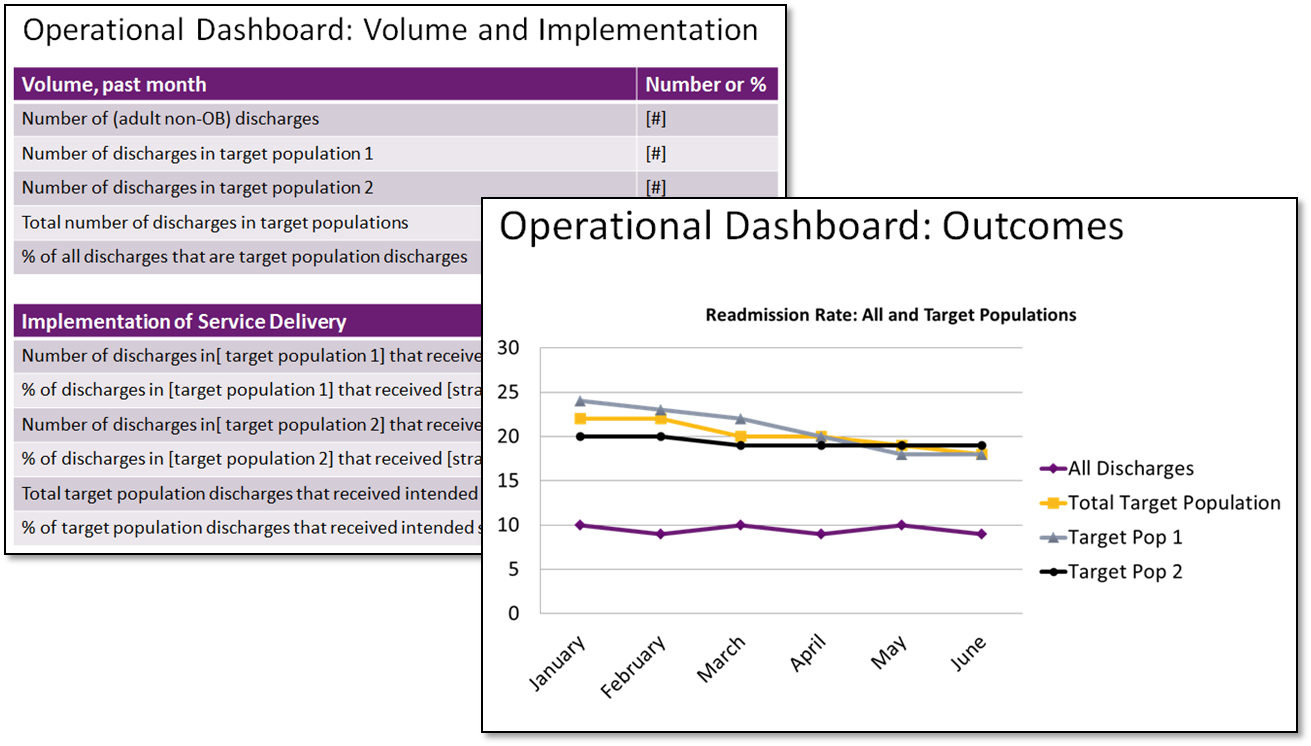 Operational Dashboard: Volume and Implementation
Volume, past month Number or %
Number of (adult non-OB) discharges [#]
Number of discharges in target population 1 [#]
Number of discharges in target population 2 [#]
Total number of discharges in target populations
% of all discharges that are target population discharges
Implementation of Service Delivery
Number of discharges in[ target population 1] that receive
% of discharges in [target population 1] that received [stra
Number of discharges in[ target population 2] that receive
% of discharges in [target population 2] that received [stra
Total target population discharges that received intended
% of target population discharges that received intended s
Operational Dashboard: Outcomes
Readmission Rate: All and Target Populations
30
25
20
15
10
5
0
January
February
March
April
May
June
All Discharges
Total Target Population
Target Pop 1
Target Pop 2